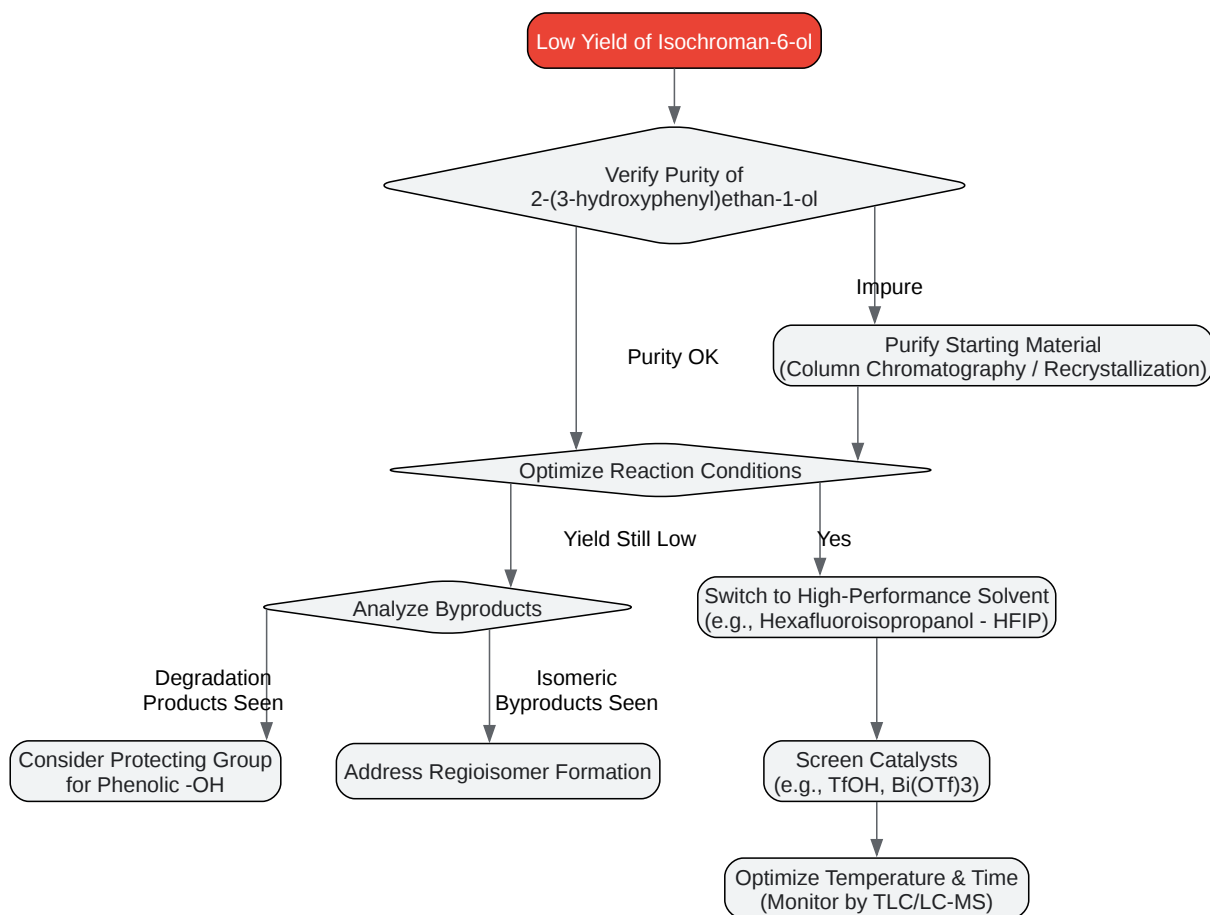 Low Yield of Isochroman-6-ol
Verify Purity of
2-(3-hydroxyphenyl)ethan-1-ol
Impure
Purity OK
Purify Starting Material
(Column Chromatography / Recrystallization)
Optimize Reaction Conditions
Yield Still Low
Yes
Analyze Byproducts
Switch to High-Performance Solvent
(e.g., Hexafluoroisopropanol - HFIP)
Degradation
Products Seen
Isomeric
Byproducts Seen
Consider Protecting Group
for Phenolic -OH
Address Regioisomer Formation
Screen Catalysts
(e.g., TfOH, Bi(OTf)3)
Optimize Temperature & Time
(Monitor by TLC/LC-MS)